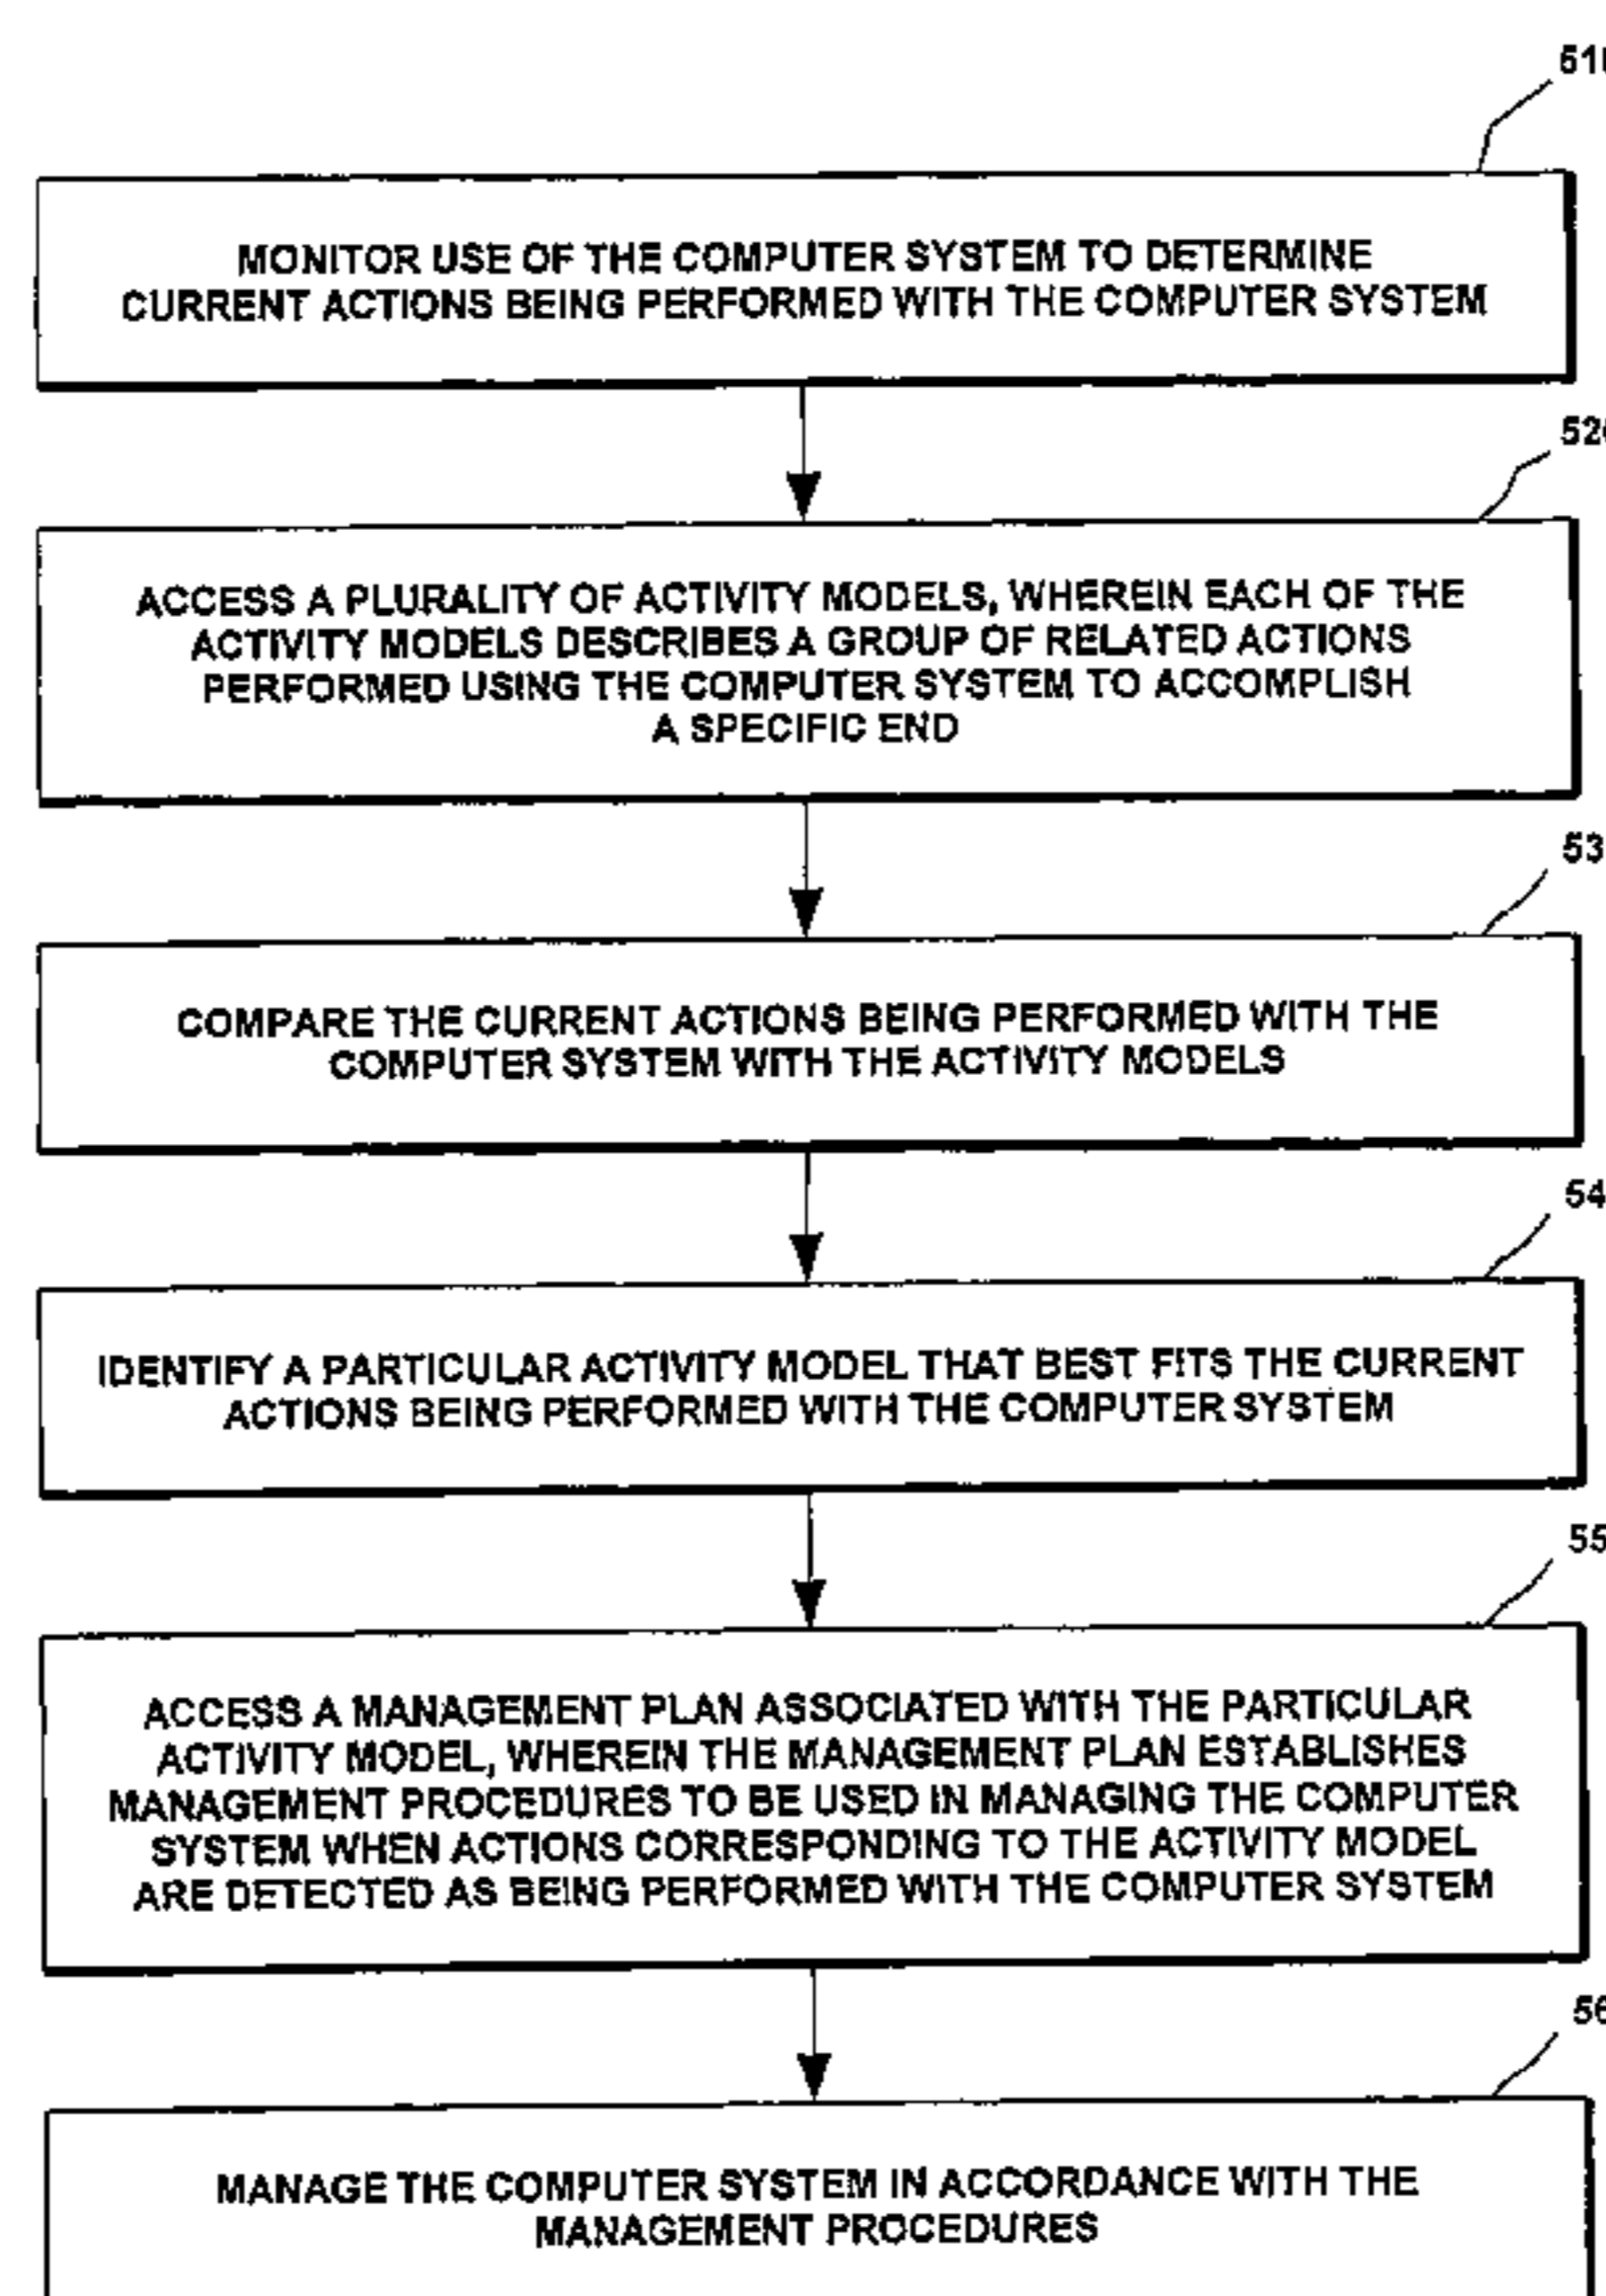 MONITOR USE OF THE COMPUTER SYSTEM TO DETERMINE
CURRENT ACTIONS BEING PERFORMED WITH THE COMPUTER SYSTEM
ACCESS A PLURALITY OF ACTIVITY MODELS, WHEREIN EACH OF THE
ACTIVITY MODELS DESCRIBES A GROUP OF RELATED ACTIONS
PERFORMED USING THE COMPUTER SYSTEM TO ACCOMPLISH
A SPECIFIC END
COMPARE THE CURRENT ACTIONS BEING PERFORMED WITH THE
COMPUTER SYSTEM WITH THE ACTIVITY MODELS
IDENTIFY A PARTICULAR ACTIVITY MODEL THAT BEST FITS THE CURRENT
ACTIONS BEING PERFORMED WITH THE COMPUTER SYSTEM
ACCESS A MANAGEMENT PLAN ASSOCIATED WITH THE PARTICULAR
ACTIVITY MODEL, WHEREIN THE MANAGEMENT PLAN ESTABLISHES
MANAGEMENT PROCEDURES TO BE USED IN MANAGING THE COMPUTER
SYSTEM WHEN ACTIONS CORRESPONDING TO THE ACTIVITY MODEL
ARE DETECTED AS BEING PERFORMED WITH THE COMPUTER SYSTEM
MANAGE THE COMPUTER SYSTEM IN ACCORDANCE WITH THE
MANAGEMENT PROCEDURES